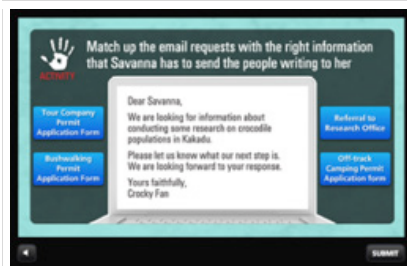 Match up the email requests with the right information
that Savanna has to send the people writing to her
ACTIVITY
Tour Company
Permit
Application Form
Bushwalking
Permit
Application Form
Dear Savanna,
We are looking for information about
conducting some research on crocodile
populations in Kakadu.
Please let us know what our next step is.
We are looking forward to your response.
Yours faithfully,
Crocky Fan
Referral to
Research Office
Off-track
Camping Permit
Application form
SUBMIT